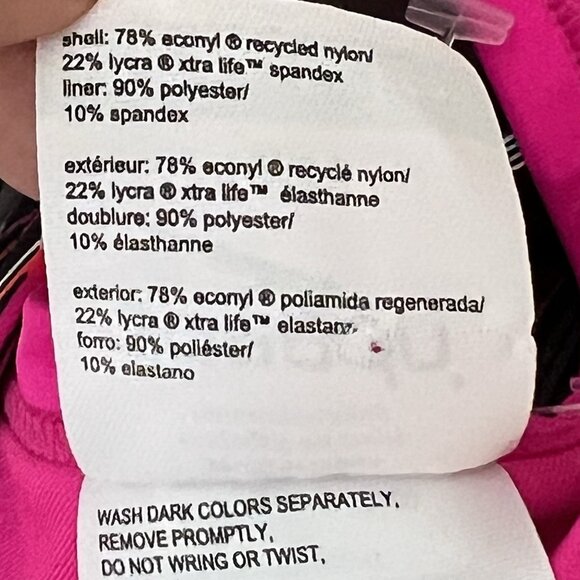 shell: 78% econyl ® recycled nylon/
22% lycra ® xtra life™ spandex
liner: 90% polyester/
10% spandex
extérieur: 78% econyl ® recyclé nylon/
22% lycra ® xtra life™ élasthanne
doublure: 90% polyester/
10% élasthanne
exterior: 78% econyl ® poliamida regenerada/
22% lycra ® xtra life™
forro: 90% poliéster/
10% elastano
WASH DARK COLORS SEPARATELY,
REMOVE PROMPTLY,
DO NOT WRING OR TWIST,